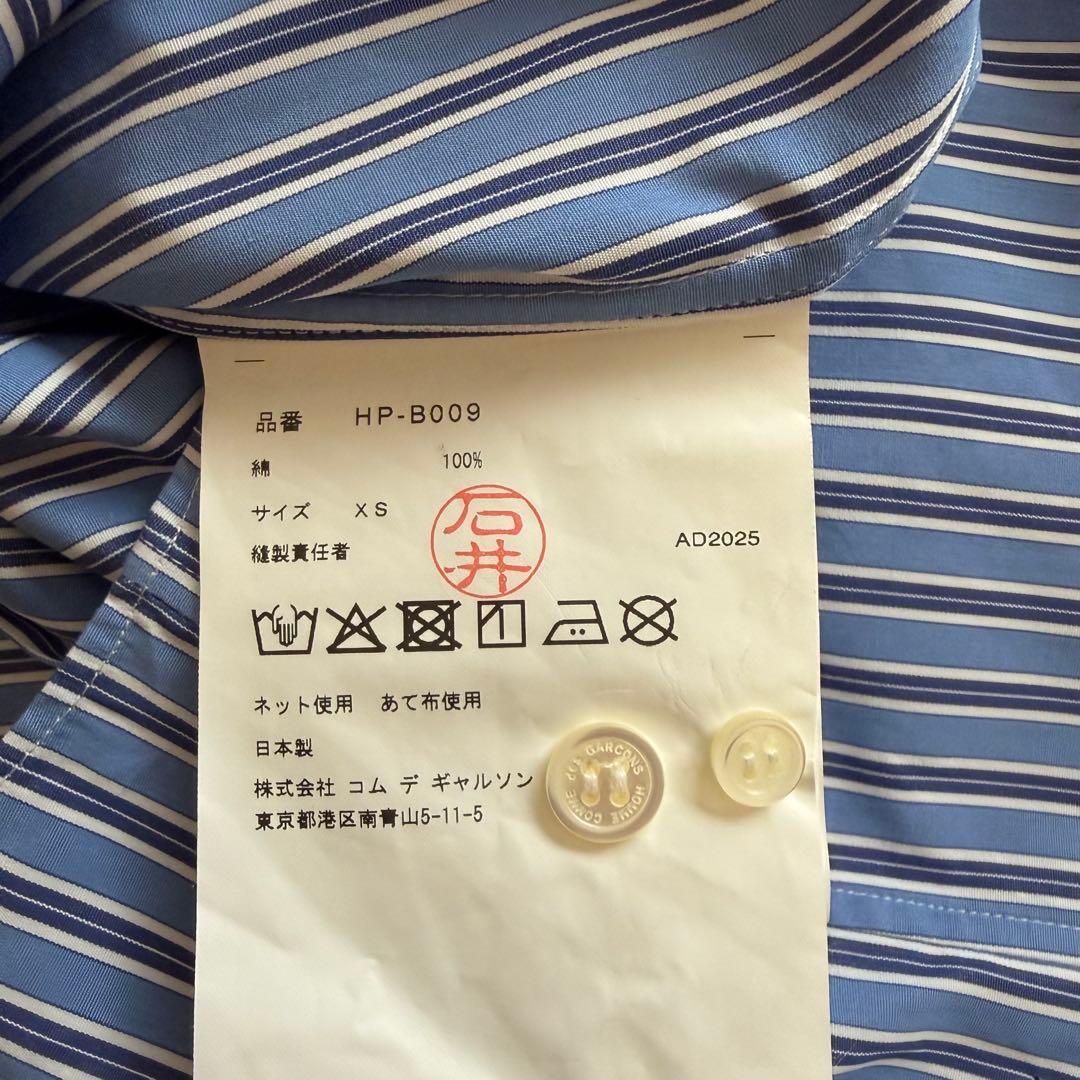 品番 HP-B009
綿 100%
サイズ XS
縫製責任者 石井 AD2025
ネット使用 あて布使用
日本製
株式会社 コム デ ギャルソン
東京都港区南青山5-11-5
COMME des GARCONS HOMME